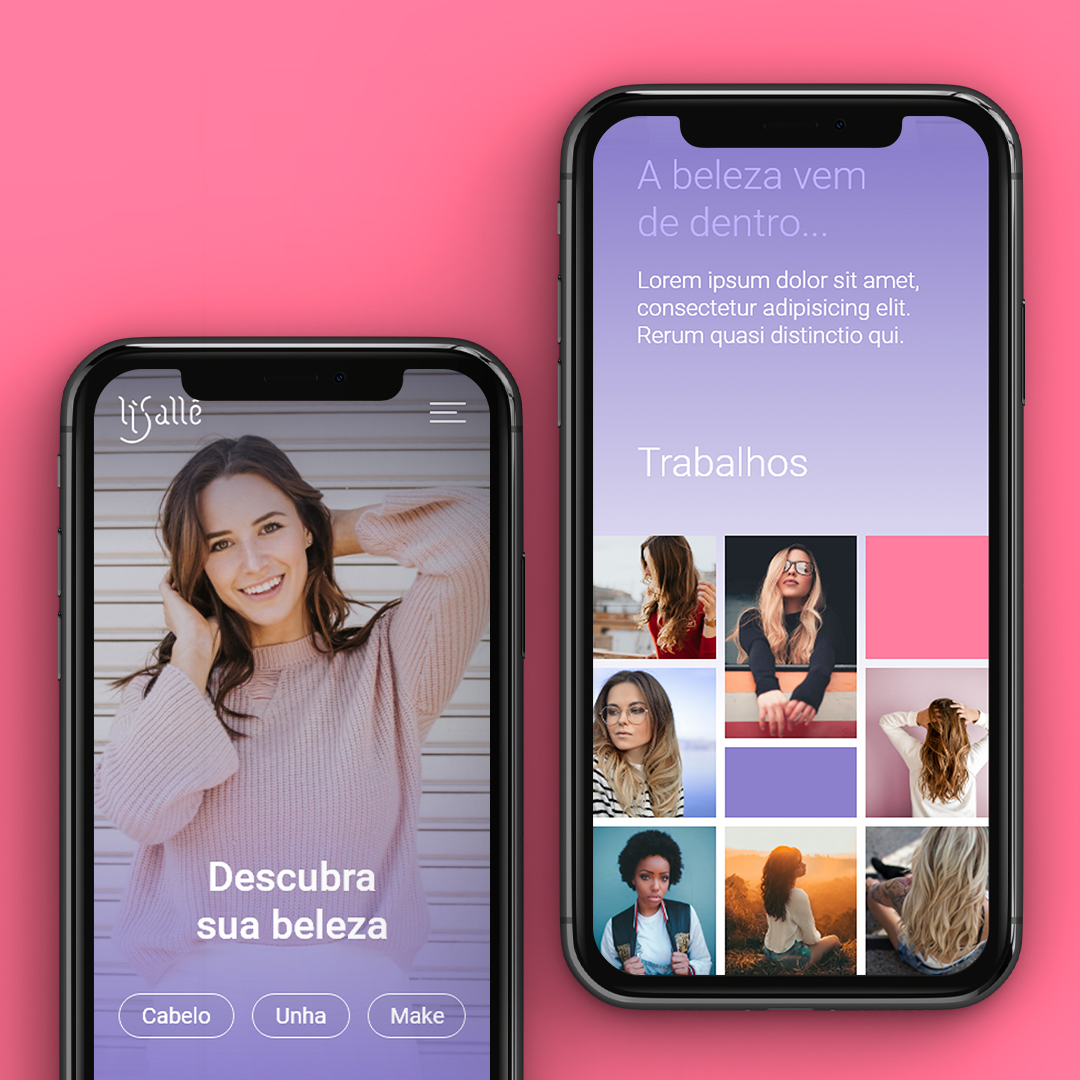 lisallê
Descubra
sua beleza
Cabelo
Unha
Make
A beleza vem
de dentro...
Lorem ipsum dolor sit amet,
consectetur adipisicing elit.
Rerum quasi distinctio qui.
Trabalhos